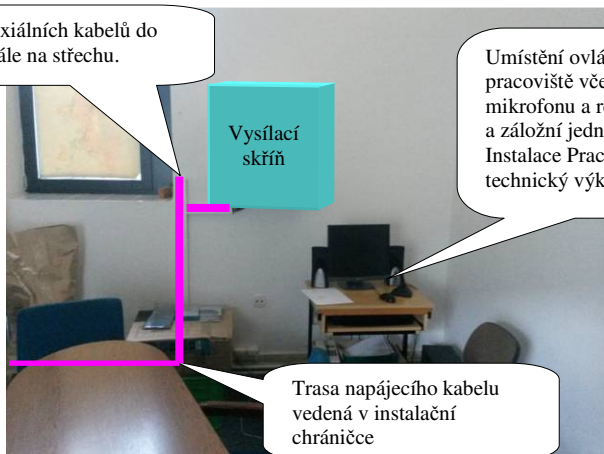 xiálních kabelů do
ále na střechu.
Vysílací
skříň
Umístění ovlá
pracoviště vče
mikrofonu a r
a záložní jedn
Instalace Prac
technický výk
Trasa napájecího kabelu
vedená v instalační
chráničce